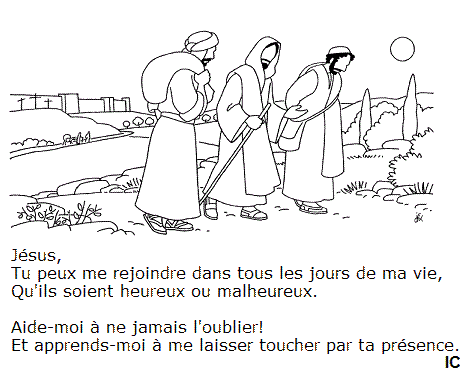 Jésus,
Tu peux me rejoindre dans tous les jours de ma vie,
Qu'ils soient heureux ou malheureux.
Aide-moi à ne jamais l'oublier!
Et apprends-moi à me laisser toucher par ta présence.
IC